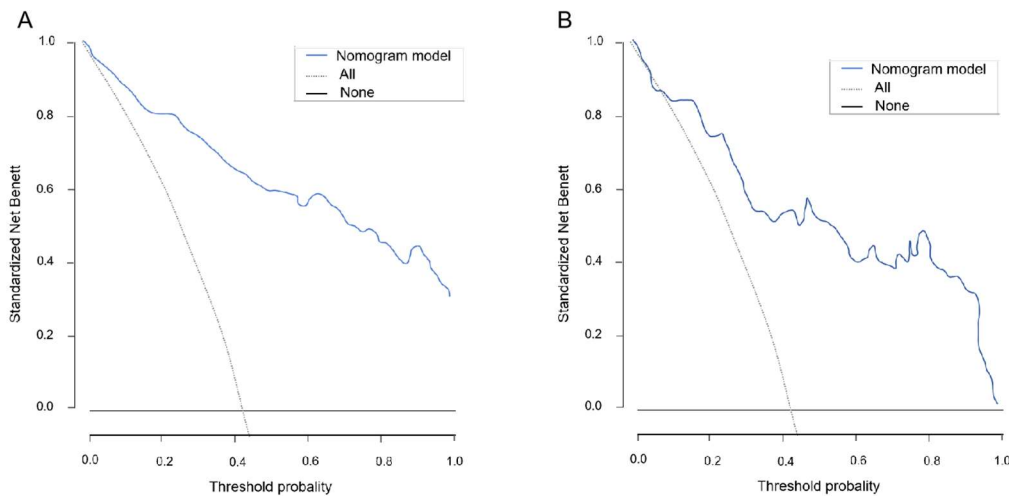 A
1.0
0.8
0.6
0.4
0.2
0.0
Standardized Net Benett
Nomogram model
All
None
0.0 0.2 0.4 0.6 0.8 1.0
Threshold probality
B
1.0
0.8
0.6
0.4
0.2
0.0
Standardized Net Benett
Nomogram model
All
None
0.0 0.2 0.4 0.6 0.8 1.0
Threshold probality